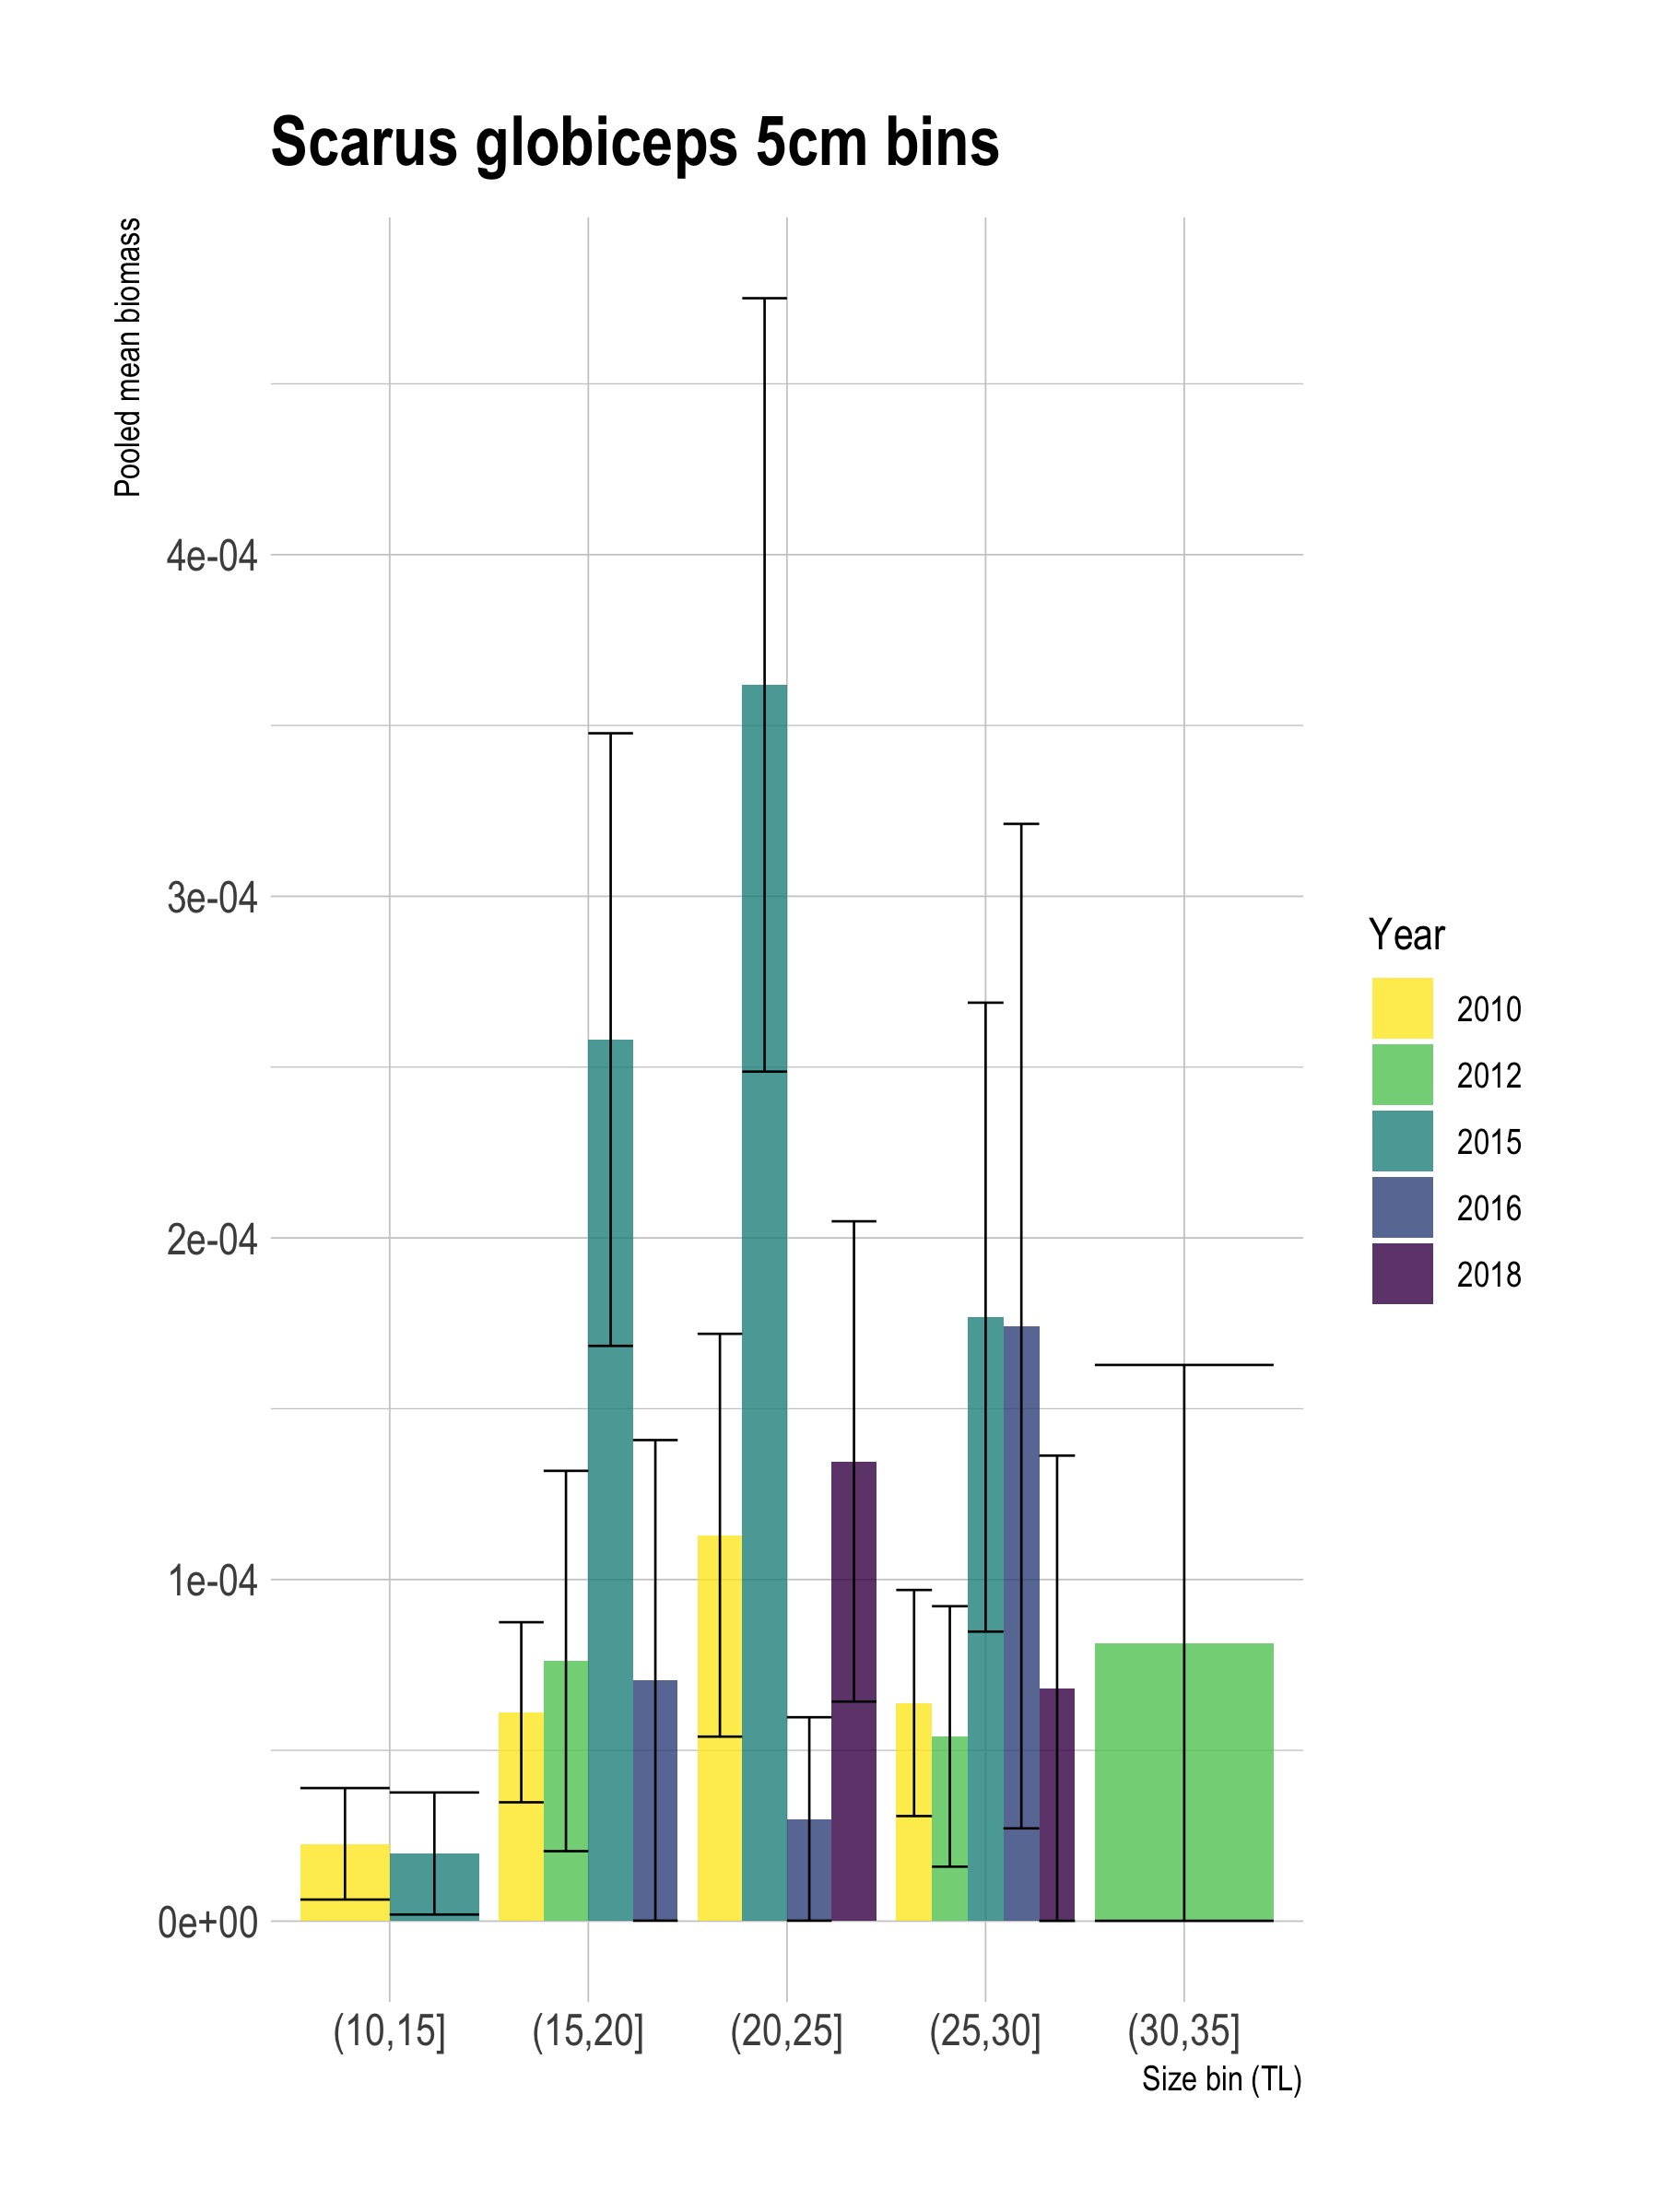 Scarus globiceps 5cm bins
Pooled mean biomass
4e-04
3e-04
2e-04
1e-04
0e+00
(10,15]
(15,20]
(20,25]
(25,30]
(30,35]
Size bin (TL)
Year
2010
2012
2015
2016
2018